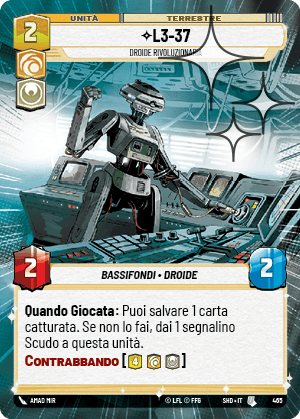 UNITÀ TERRESTRE
2
L3-37
DROIDE RIVOLUZIONARIO
2
BASSIFONDI • DROIDE
2
Quando Giocata: Puoi salvare 1 carta
catturata. Se non lo fai, dai 1 segnalino
Scudo a questa unità.
CONTRABBANDO [4]
AMAD MIR © LFL © FFG SHD • IT 465